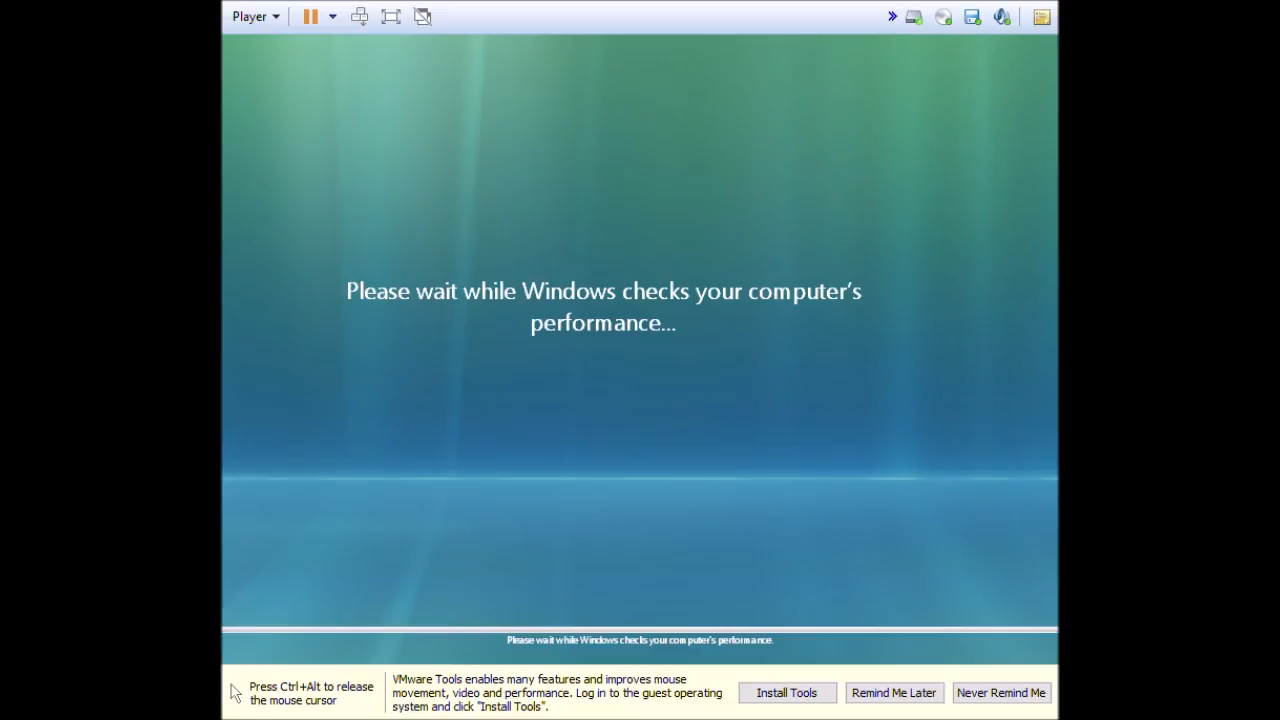 Player
Please wait while Windows checks your computer's
performance...
Please wait while Windows checks your computer's performance.
Press Ctrl+Alt to release
the mouse cursor
VMware Tools enables many features and improves mouse
movement, video and performance. Log in to the guest operating
system and click "Install Tools".
Install Tools
Remind Me Later
Never Remind Me